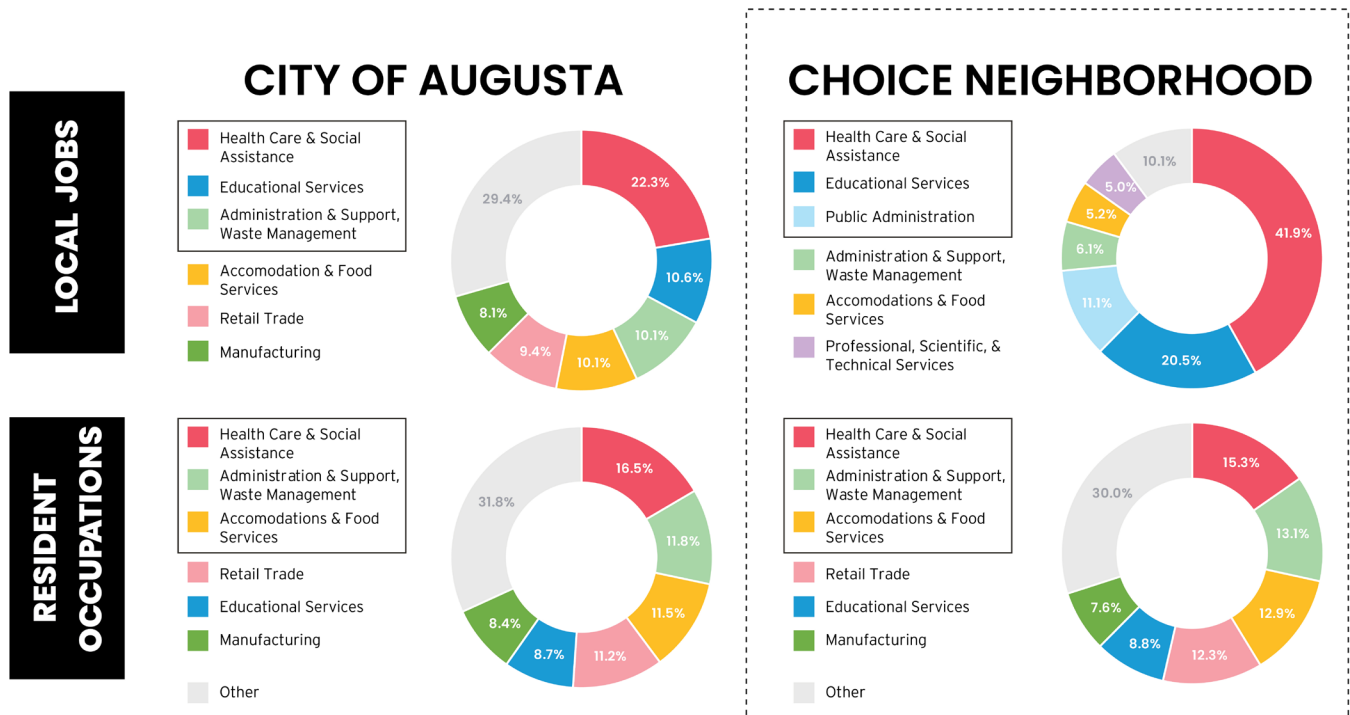 CITY OF AUGUSTA
CHOICE NEIGHBORHOOD
LOCAL JOBS
Health Care & Social
Assistance
Educational Services
Administration & Support,
Waste Management
Accomodation & Food
Services
Retail Trade
Manufacturing
22.3%
10.6%
10.1%
10.1%
9.4%
8.1%
29.4%
Health Care & Social
Assistance
Educational Services
Public Administration
Administration & Support,
Waste Management
Accomodations & Food
Services
Professional, Scientific, &
Technical Services
41.9%
20.5%
11.1%
6.1%
5.2%
5.0%
10.1%
RESIDENT
OCCUPATIONS
Health Care & Social
Assistance
Administration & Support,
Waste Management
Accomodations & Food
Services
Retail Trade
Educational Services
Manufacturing
Other
16.5%
11.8%
11.5%
11.2%
8.7%
8.4%
31.8%
Health Care & Social
Assistance
Administration & Support,
Waste Management
Accomodations & Food
Services
Retail Trade
Educational Services
Manufacturing
Other
15.3%
13.1%
12.9%
12.3%
8.8%
7.6%
30.0%